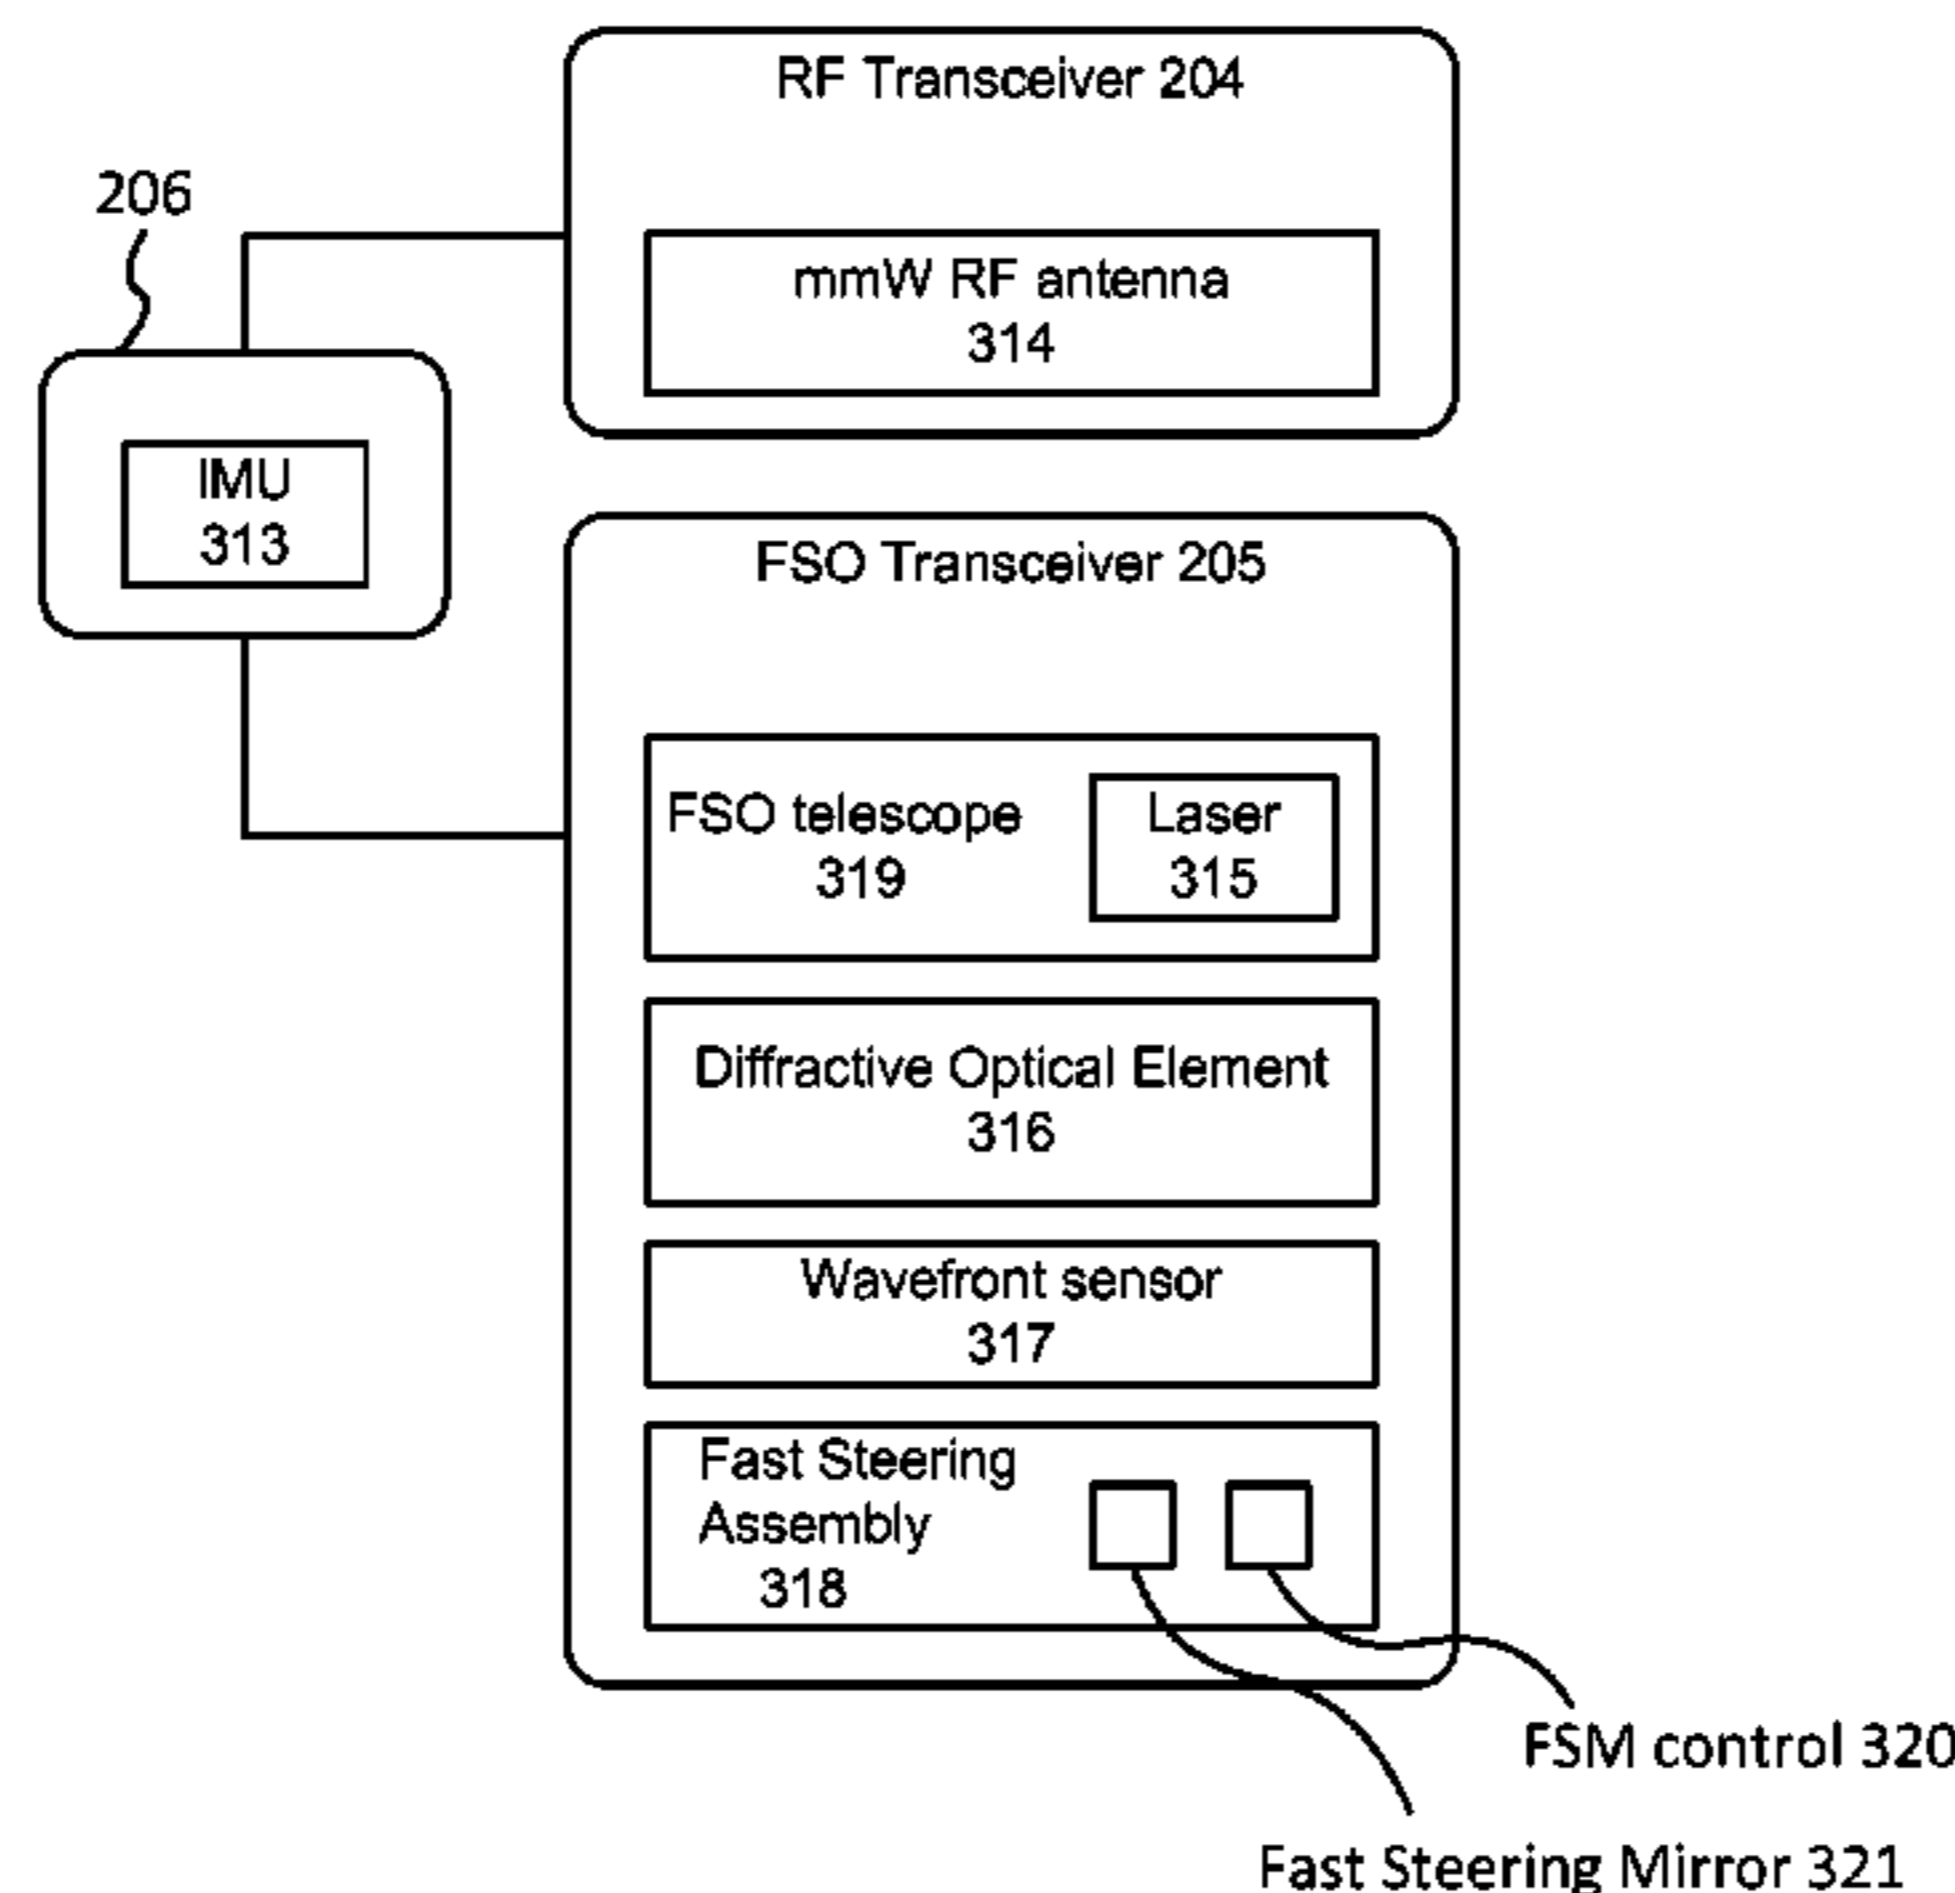 RF Transceiver 204
206
mmW RF antenna
314
IMU
313
FSO Transceiver 205
FSO telescope
319
Laser
315
Diffractive Optical Element
316
Wavefront sensor
317
Fast Steering
Assembly
318
FSM control 320
Fast Steering Mirror 321